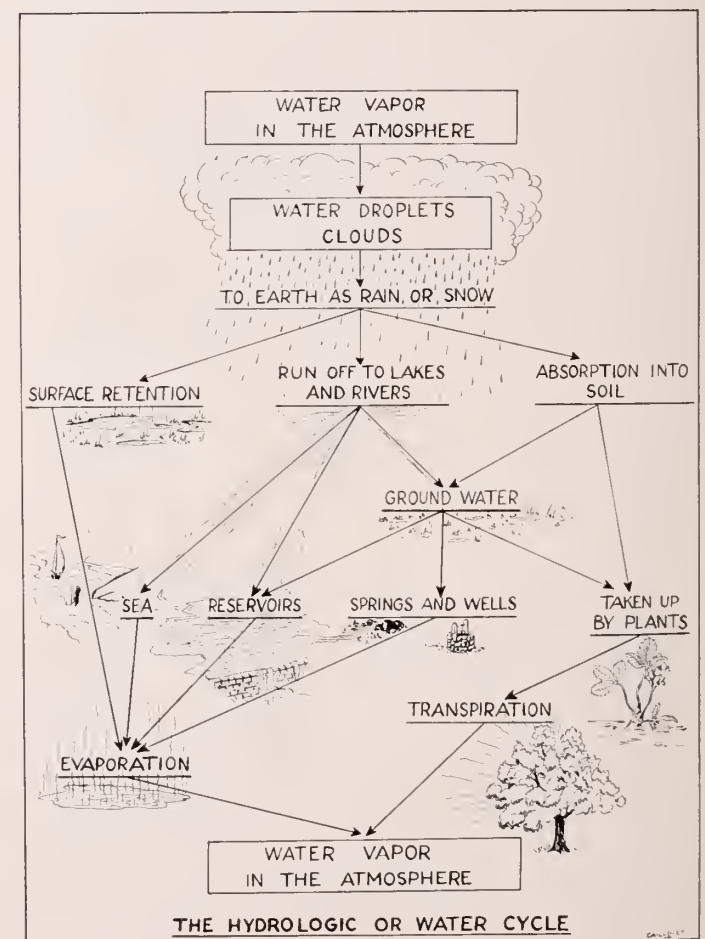 WATER VAPOR
IN THE ATMOSPHERE
WATER DROPLETS
CLOUDS
TO EARTH AS RAIN, OR, SNOW
SURFACE RETENTION
RUN OFF TO LAKES
AND RIVERS
ABSORPTION INTO
SOIL
GROUND WATER
SEA
RESERVOIRS
SPRINGS AND WELLS
TAKEN UP
BY PLANTS
TRANSPIRATION
EVAPORATION
WATER VAPOR
IN THE ATMOSPHERE
THE HYDROLOGIC OR WATER CYCLE